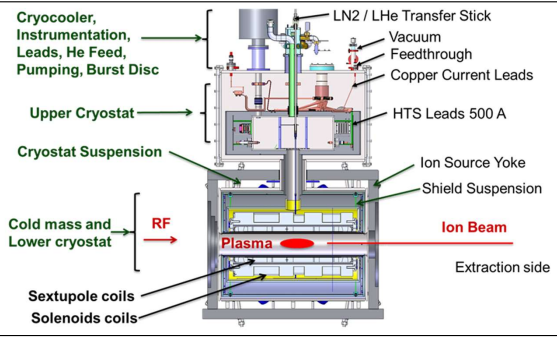 Cryocooler,
Instrumentation,
Leads, He Feed,
Pumping, Burst Disc
Upper Cryostat
Cryostat Suspension
Cold mass and
Lower cryostat
RF
Plasma
Sextupole coils
Solenoids coils
LN2 / LHe Transfer Stick
Vacuum
Feedthrough
Copper Current Leads
HTS Leads 500 A
Ion Source Yoke
Shield Suspension
Ion Beam
Extraction side